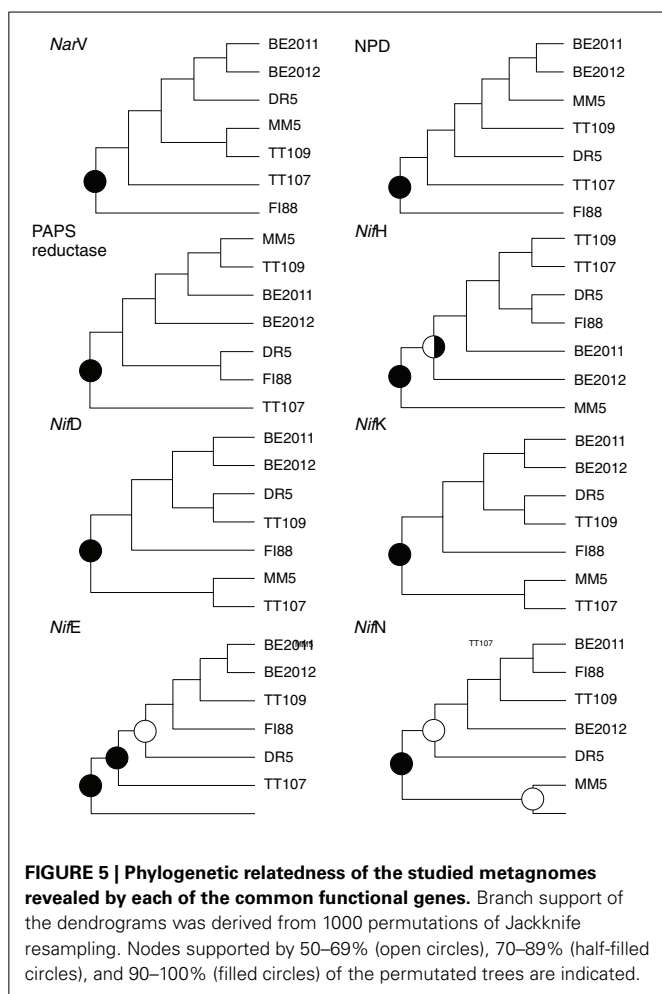 NarV
BE2011
BE2012
DR5
MM5
TT109
TT107
FI88
NPD
BE2011
BE2012
MM5
TT109
DR5
TT107
FI88
PAPS
reductase
MM5
TT109
BE2011
BE2012
DR5
FI88
TT107
NifH
TT109
TT107
DR5
FI88
BE2011
BE2012
MM5
NifD
BE2011
BE2012
DR5
TT109
FI88
MM5
TT107
NifK
BE2011
BE2012
DR5
TT109
FI88
MM5
TT107
NifE
BE2011
MM5
BE2012
TT109
FI88
DR5
TT107
NifN
TT107
BE2011
FI88
TT109
BE2012
DR5
MM5
FIGURE 5 | Phylogenetic relatedness of the studied metagnomes
revealed by each of the common functional genes. Branch support of
the dendrograms was derived from 1000 permutations of Jackknife
resampling. Nodes supported by 50–69% (open circles), 70–89% (half-filled
circles), and 90–100% (filled circles) of the permutated trees are indicated.